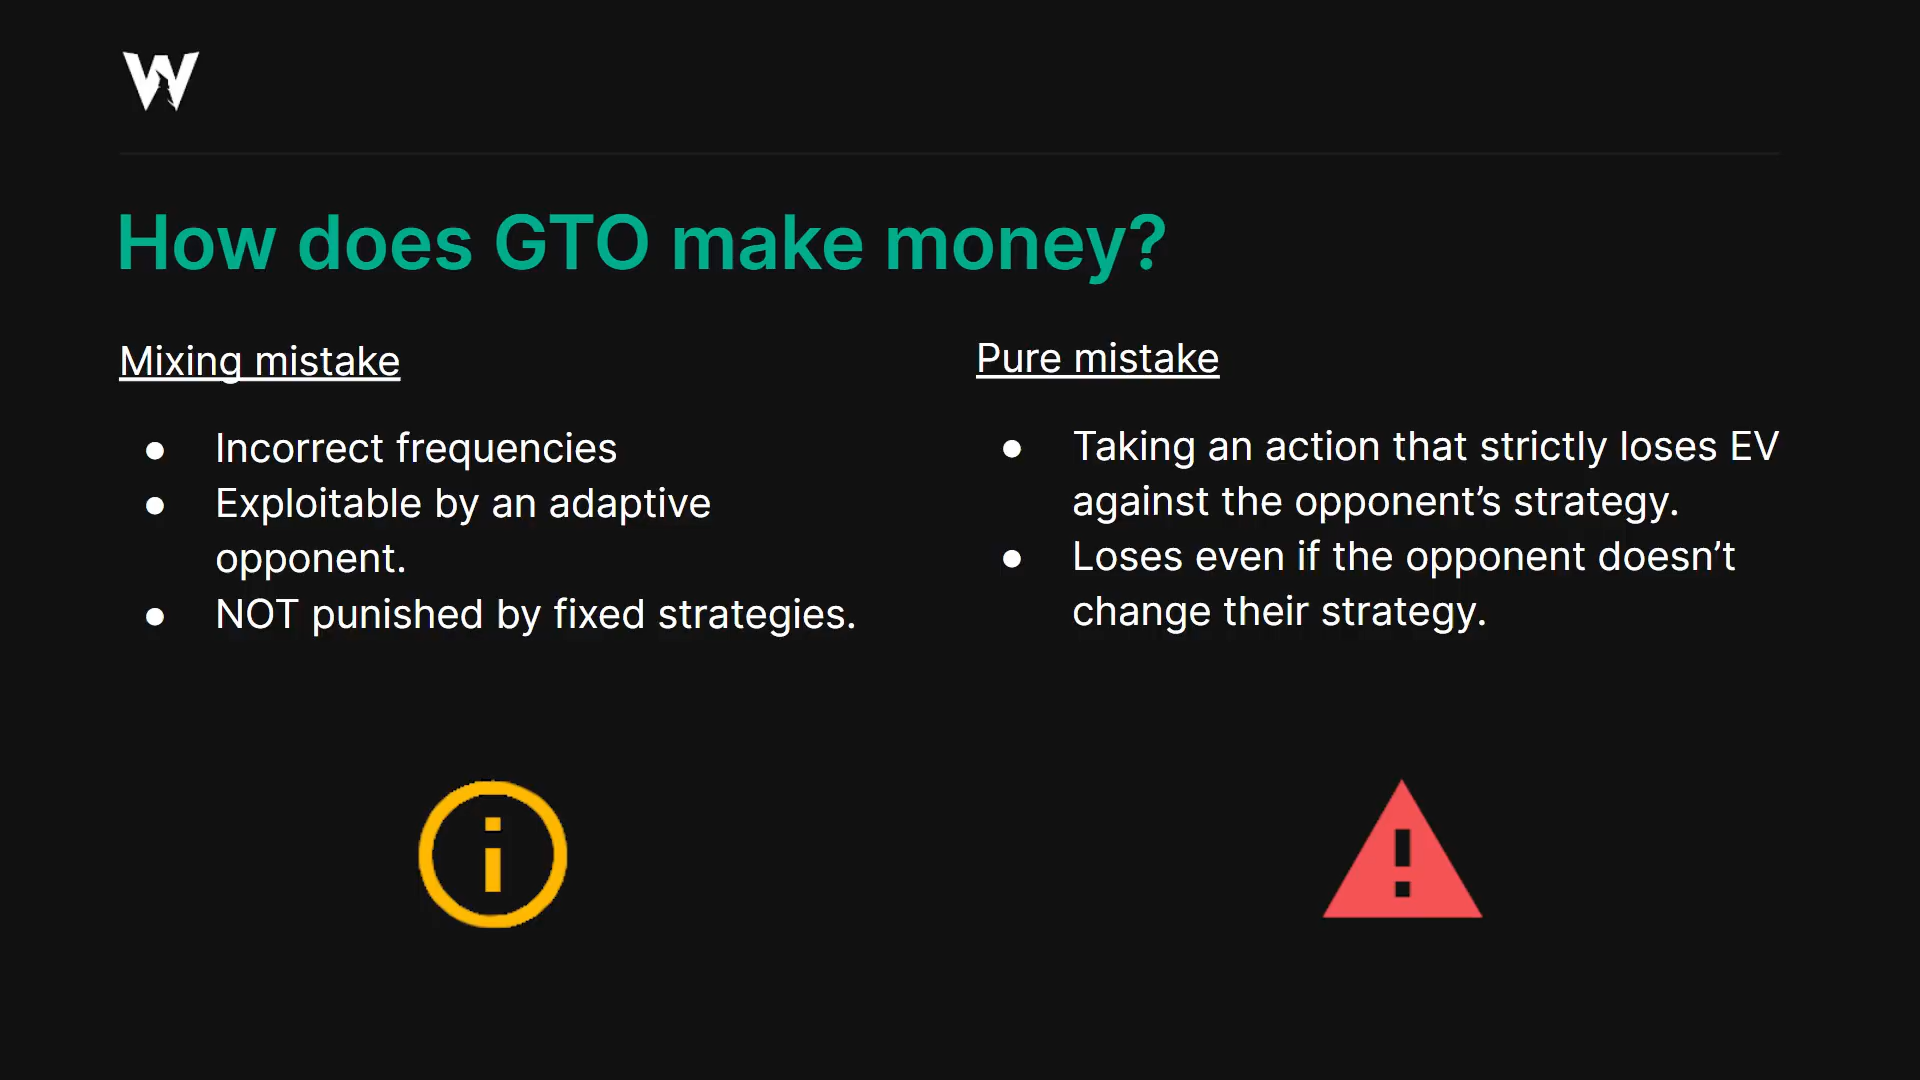 W
How does GTO make money?
Mixing mistake
● Incorrect frequencies
● Exploitable by an adaptive
opponent.
● NOT punished by fixed strategies.
Pure mistake
● Taking an action that strictly loses EV
against the opponent’s strategy.
● Loses even if the opponent doesn’t
change their strategy.